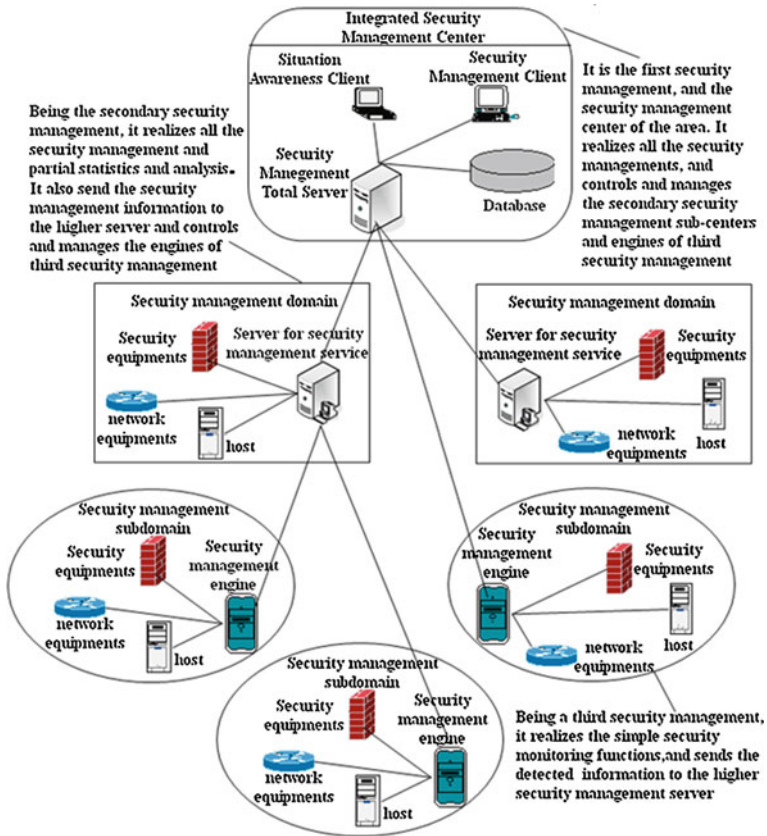 Integrated Security
Management Center
Situation
Awareness Client
Security
Management Client
Security
Manegement
Total Server
Database
It is the first security
management, and the
security management
center of the area. It
realizes all the security
managements, and
controls and manages
the secondary security
management sub-centers
and engines of third
security management
Being the secondary security
management, it realizes all the
security management and
partial statistics and analysis.
It also send the security
management information to
the higher server and controls
and manages the engines of
third security management
Security management domain
Security
equipments
Server for security
management service
network
equipments
host
Security management domain
Server for security
management service
Security
equipments
network
equipments
host
Security management
subdomain
Security
equipments
Security
management
engine
network
equipments
host
Security management
subdomain
Security
management
engine
Security
equipments
host
network
equipments
Security management
subdomain
Security
equipments
Security
management
engine
network
equipments
host
Being a third security management,
it realizes the simple security
monitoring functions,and sends the
detected information to the higher
security management server